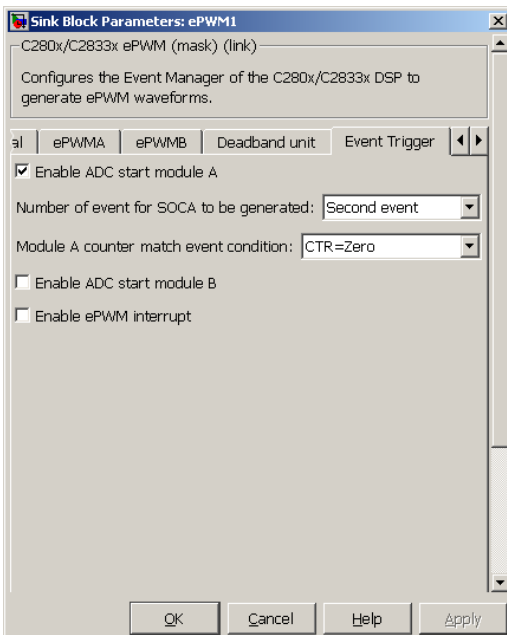 Sink Block Parameters: ePWM1
C280x/C2833x ePWM (mask) (link)
Configures the Event Manager of the C280x/C2833x DSP to
generate ePWM waveforms.
al ePWMA ePWMB Deadband unit Event Trigger
Enable ADC start module A
Number of event for SOCA to be generated: Second event
Module A counter match event condition: CTR=Zero
Enable ADC start module B
Enable ePWM interrupt
OK Cancel Help Apply